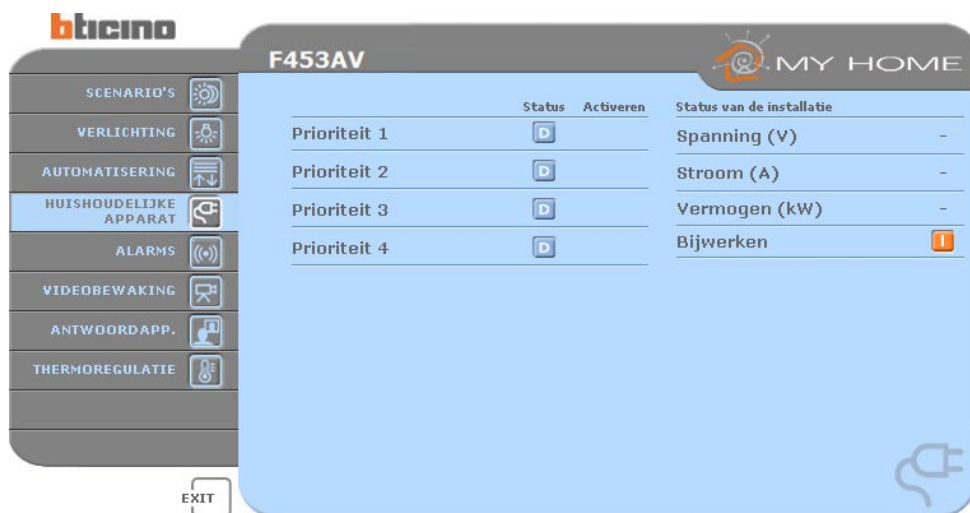 bticino
F453AV
MY HOME
SCENARIO'S
VERLICHTING
AUTOMATISERING
HUISHOUDELIJKE
APPARAT
ALARMS
VIDEOBEWAKING
ANTWOORDAPP.
THERMOREGULATIE
EXIT
Status Activeren
Prioriteit 1 D
Prioriteit 2 D
Prioriteit 3 D
Prioriteit 4 D
Status van de installatie
Spanning (V) -
Stroom (A) -
Vermogen (kW) -
Bijwerken I